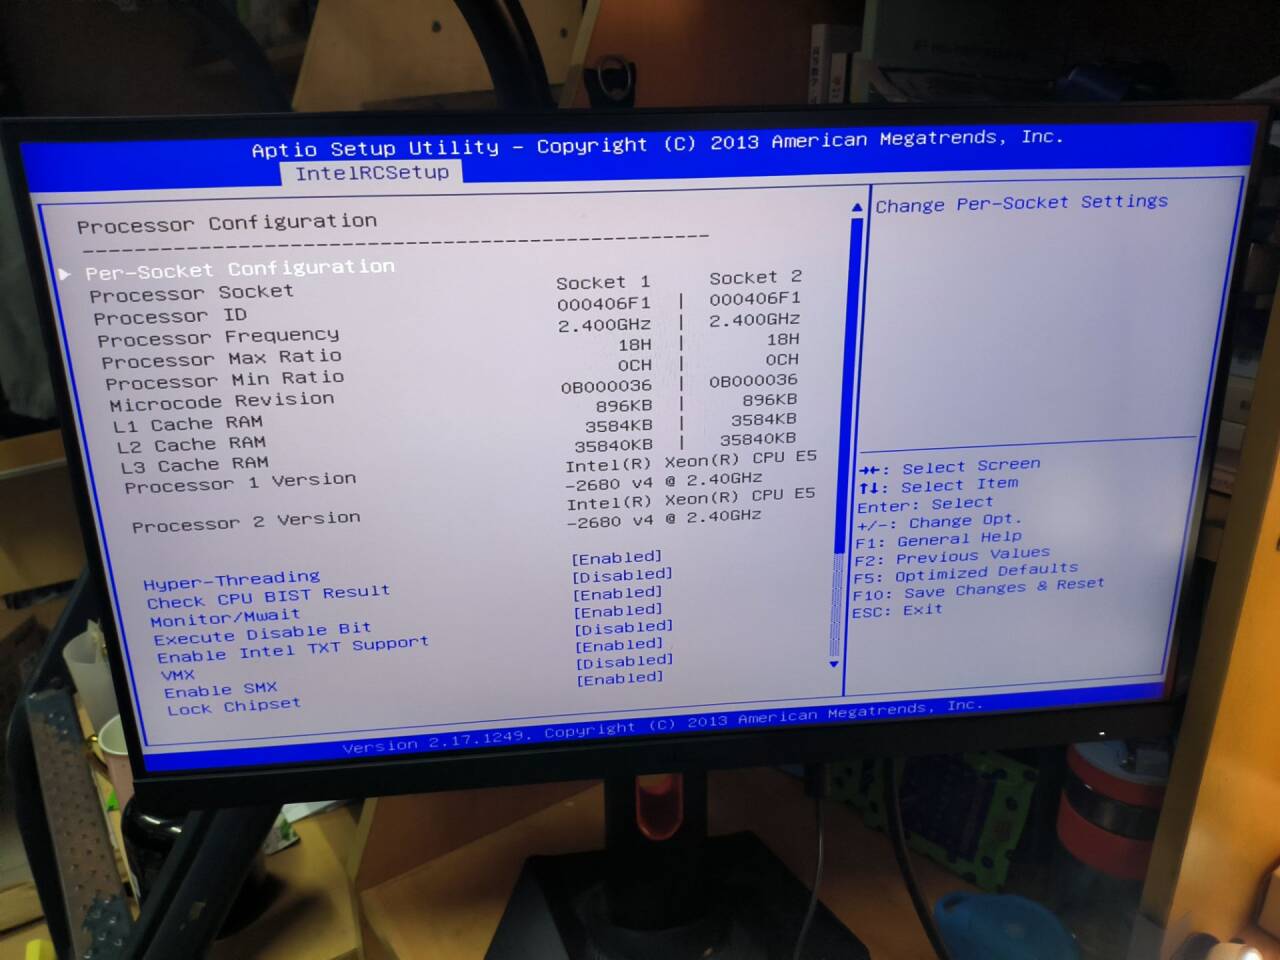 Aptio Setup Utility – Copyright (C) 2013 American Megatrends, Inc.
IntelRCSetup
Processor Configuration
Per-Socket Configuration
Processor Socket Socket 1 Socket 2
Processor ID 000406F1 | 000406F1
Processor Frequency 2.400GHz | 2.400GHz
Processor Max Ratio 18H | 18H
Processor Min Ratio 0CH | 0CH
Microcode Revision 0B000036 | 0B000036
L1 Cache RAM 896KB | 896KB
L2 Cache RAM 3584KB | 3584KB
L3 Cache RAM 35840KB | 35840KB
Processor 1 Version Intel(R) Xeon(R) CPU E5
-2680 v4 @ 2.40GHz
Processor 2 Version Intel(R) Xeon(R) CPU E5
-2680 v4 @ 2.40GHz
Hyper-Threading [Enabled]
Check CPU BIST Result [Disabled]
Monitor/Mwait [Enabled]
Execute Disable Bit [Enabled]
Enable Intel TXT Support [Disabled]
VMX [Enabled]
Enable SMX [Disabled]
Lock Chipset [Enabled]
Change Per-Socket Settings
→←: Select Screen
↑↓: Select Item
Enter: Select
+/-: Change Opt.
F1: General Help
F2: Previous Values
F5: Optimized Defaults
F10: Save Changes & Reset
ESC: Exit
Version 2.17.1249. Copyright (C) 2013 American Megatrends, Inc.